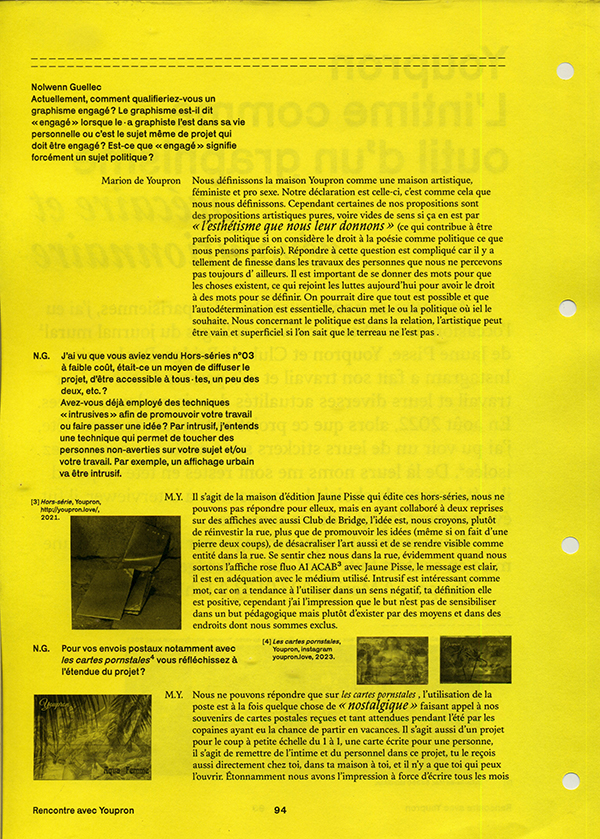 Nolwenn Guellec
Actuellement, comment qualifieriez-vous un
graphisme engagé ? Le graphisme est-il dit
« engagé » lorsque le·a graphiste l'est dans sa vie
personnelle ou c'est le sujet même de projet qui
doit être engagé ? Est-ce que « engagé » signifie
forcément un sujet politique ?
Marion de Youpron
Nous définissons la maison Youpron comme une maison artistique,
féministe et pro sexe. Notre déclaration est celle-ci, c'est comme cela que
nous nous définissons. Cependant certaines de nos propositions sont
des propositions artistiques pures, voire vides de sens si ça en est par
« l'esthétisme que nous leur donnons » (ce qui contribue à être
parfois politique si on considère le droit à la poésie comme politique ce que
nous pensons parfois). Répondre à cette question est compliqué car il y a
tellement de finesse dans les travaux des personnes que nous ne percevons
pas toujours d' ailleurs. Il est important de se donner des mots pour que
les choses existent, ce qui rejoint les luttes aujourd'hui pour avoir le droit
à des mots pour se définir. On pourrait dire que tout est possible et que
l'autodétermination est essentielle, chacun met le ou la politique où iel le
souhaite. Nous concernant le politique est dans la relation, l'artistique peut
être vain et superficiel si l'on sait que le terreau ne l'est pas .
N.G. J'ai vu que vous aviez vendu Hors-séries n°03
à faible coût, était-ce un moyen de diffuser le
projet, d'être accessible à tous·tes, un peu des
deux, etc. ?
Avez-vous déjà employé des techniques
« intrusives » afin de promouvoir votre travail
ou faire passer une idée ? Par intrusif, j'entends
une technique qui permet de toucher des
personnes non-averties sur votre sujet et/ou
votre travail. Par exemple, un affichage urbain
va être intrusif.
[3] Hors-série, Youpron,
http://youpron.love/,
2021.
M.Y. Il s'agit de la maison d'édition Jaune Pisse qui édite ces hors-séries, nous ne
pouvons pas répondre pour elleux, mais en ayant collaboré à deux reprises
sur des affiches avec aussi Club de Bridge, l'idée est, nous croyons, plutôt
de réinvestir la rue, plus que de promouvoir les idées (même si on fait d'une
pierre deux coups), de désacraliser l'art aussi et de se rendre visible comme
entité dans la rue. Se sentir chez nous dans la rue, évidemment quand nous
sortons l'affiche rose fluo A1 ACAB³ avec Jaune Pisse, le message est clair,
il est en adéquation avec le médium utilisé. Intrusif est intéressant comme
mot, car on a tendance à l'utiliser dans un sens négatif, ta définition elle
est positive, cependant j'ai l'impression que le but n'est pas de sensibiliser
dans un but pédagogique mais plutôt d'exister par des moyens et dans des
endroits dont nous sommes exclus.
N.G. Pour vos envois postaux notamment avec
les cartes pornstales⁴ vous réfléchissez à
l'étendue du projet ?
[4] Les cartes pornstales,
Youpron, instagram
youpron.love, 2023.
M.Y. Nous ne pouvons répondre que sur les cartes pornstales , l'utilisation de la
poste est à la fois quelque chose de « nostalgique » faisant appel à nos
souvenirs de cartes postales reçues et tant attendues pendant l'été par les
copaines ayant eu la chance de partir en vacances. Il s'agit aussi d'un projet
pour le coup à petite échelle du 1 à 1, une carte écrite pour une personne,
il s'agit de remettre de l'intime et du personnel dans ce projet, tu le reçois
aussi directement chez toi, dans ta maison à toi, et il n'y a que toi qui peux
l'ouvrir. Étonnamment nous avons l'impression à force d'écrire tous les mois
Rencontre avec Youpron
94